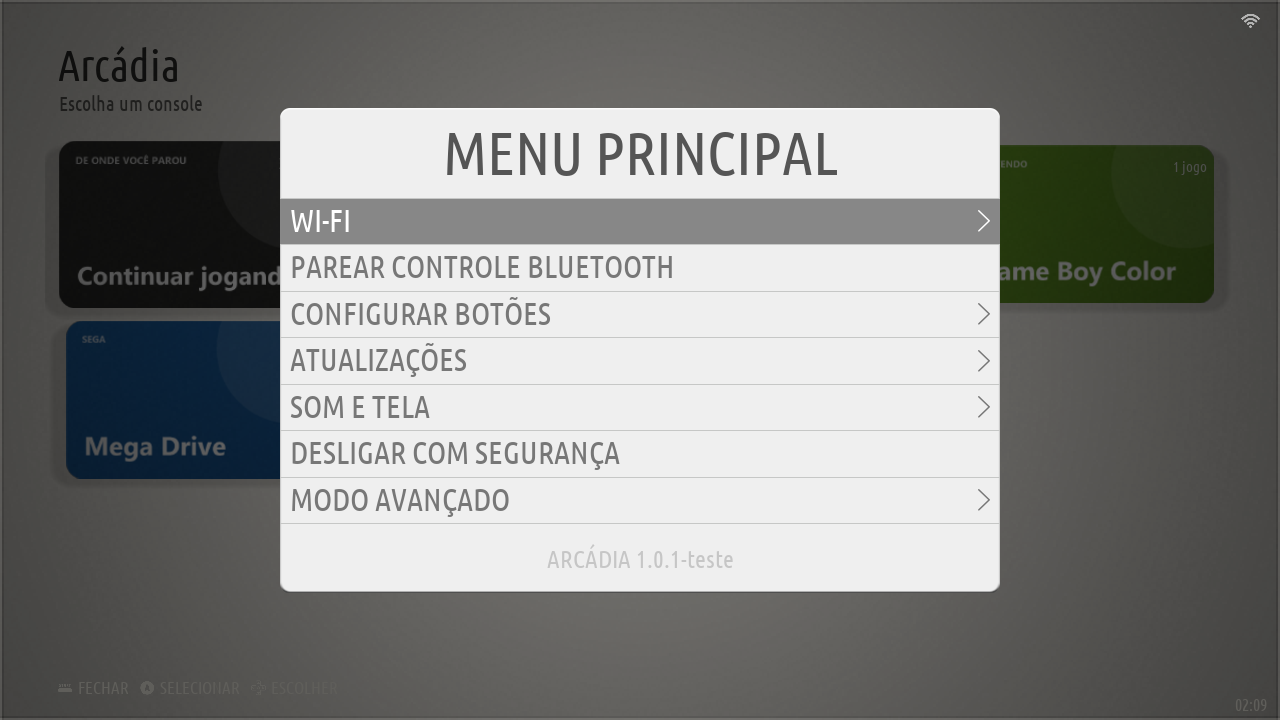 Arcádia
Escolha um console
MENU PRINCIPAL
DE ONDE VOCÊ PAROU
1 jogo
WI-FI
PAREAR CONTROLE BLUETOOTH
Continuar
Boy Color
CONFIGURAR BOTÕES
SEGA
ATUALIZAÇÕES
SOM E TELA
Mega Drive
DESLIGAR COM SEGURANÇA
MODO AVANÇADO
ARCÁDIA 1.0.1-teste
FECHAR SELECIONAR ESCOLHER
02:09